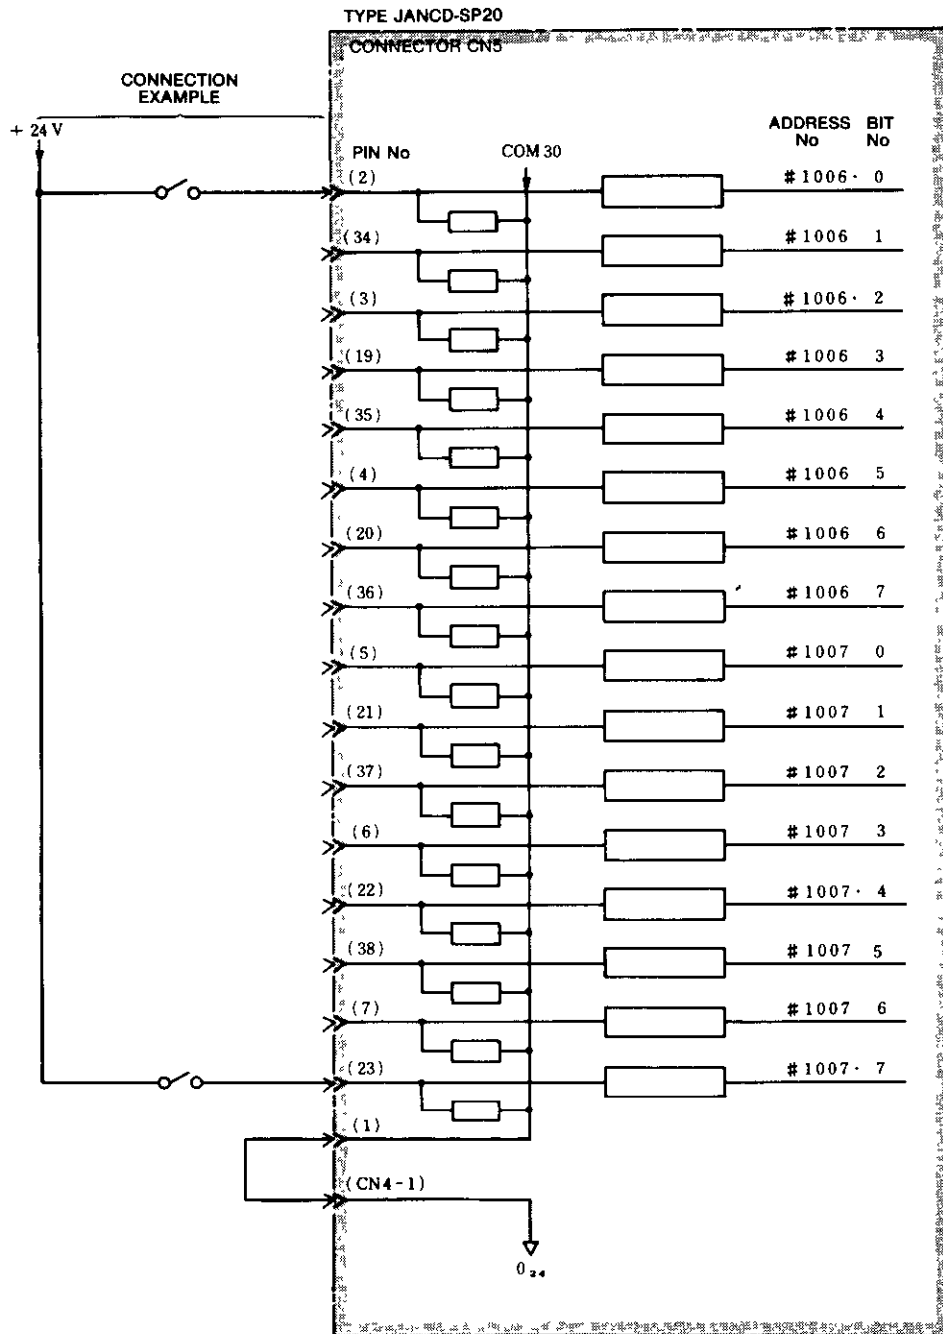 TYPE JANCD-SP20
CONNECTOR CN5
CONNECTION
EXAMPLE
+ 24 V
PIN No
COM 30
ADDRESS No
BIT No
(2) #1006· 0
(34) #1006 1
(3) #1006· 2
(19) #1006 3
(35) #1006 4
(4) #1006 5
(20) #1006 6
(36) #1006 7
(5) #1007 0
(21) #1007 1
(37) #1007 2
(6) #1007 3
(22) #1007· 4
(38) #1007 5
(7) #1007 6
(23) #1007· 7
(1)
(CN4-1)
0₂₄